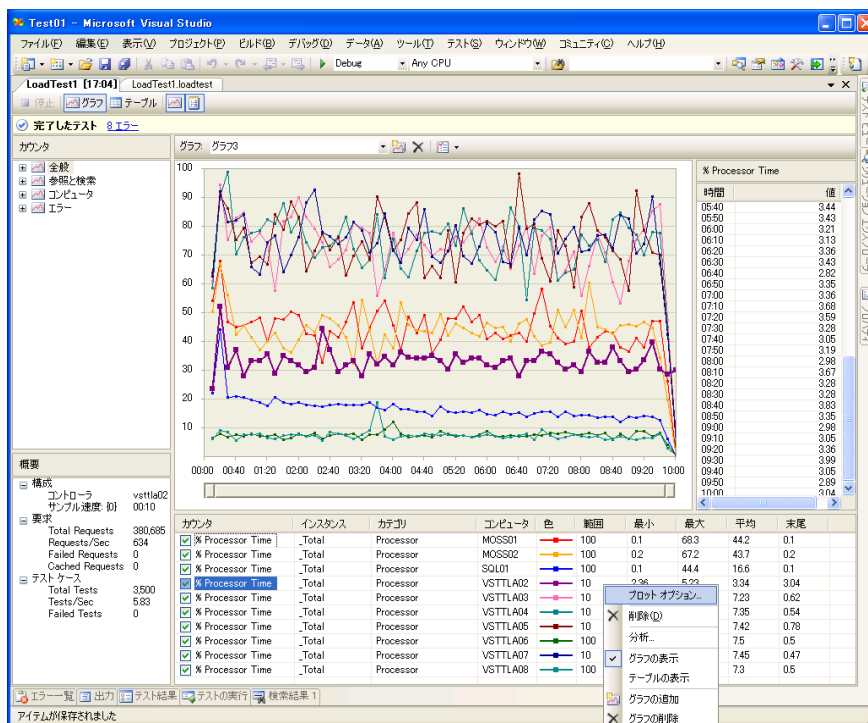 Test01 - Microsoft Visual Studio
ファイル(F) 編集(E) 表示(V) プロジェクト(P) ビルド(B) デバッグ(D) データ(A) ツール(T) テスト(S) ウィンドウ(W) コミュニティ(C) ヘルプ(H)
Debug Any CPU
LoadTest1 [17:04] LoadTest1.loadtest
停止 グラフ テーブル
完了したテスト 8 エラー
カウンタ
全般
参照と検索
コンピュータ
エラー
グラフ: グラフ3
100
90
80
70
60
50
40
30
20
10
00:00 00:40 01:20 02:00 02:40 03:20 04:00 04:40 05:20 06:00 06:40 07:20 08:00 08:40 09:20 10:00
% Processor Time
時間 値
05:40 3.44
05:50 3.43
06:00 3.21
06:10 3.13
06:20 3.36
06:30 3.43
06:40 2.82
06:50 3.35
07:00 3.36
07:10 3.68
07:20 3.59
07:30 3.28
07:40 3.05
07:50 3.19
08:00 2.98
08:10 3.67
08:20 3.28
08:30 3.28
08:40 3.83
08:50 3.35
09:00 2.98
09:10 3.05
09:20 3.36
09:30 3.99
09:40 3.05
09:50 2.89
10:00 3.04
概要
構成
コントローラ vsttla02
サンプル速度: {0} 00:10
要求
Total Requests 380,685
Requests/Sec 634
Failed Requests 0
Cached Requests 0
テスト ケース
Total Tests 3,500
Tests/Sec 5.83
Failed Tests 0
カウンタ インスタンス カテゴリ コンピュータ 色 範囲 最小 最大 平均 末尾
% Processor Time _Total Processor MOSS01 100 0.1 68.3 44.2 0.1
% Processor Time _Total Processor MOSS02 100 0.2 67.2 43.7 0.2
% Processor Time _Total Processor SQL01 100 0.1 44.4 16.6 0.1
% Processor Time _Total Processor VSTTLA02 10 2.36 5.23 3.34 3.04
% Processor Time _Total Processor VSTTLA03 10 7.23 0.62
% Processor Time _Total Processor VSTTLA04 10 7.35 0.54
% Processor Time _Total Processor VSTTLA05 10 7.42 0.78
% Processor Time _Total Processor VSTTLA06 100 7.5 0.5
% Processor Time _Total Processor VSTTLA07 10 7.45 0.47
% Processor Time _Total Processor VSTTLA08 100 7.3 0.5
プロット オプション...
削除(D)
分析...
グラフの表示
テーブルの表示
グラフの追加
グラフの削除
エラー一覧 出力 テスト結果 テストの実行 検索結果 1
アイテムが保存されました